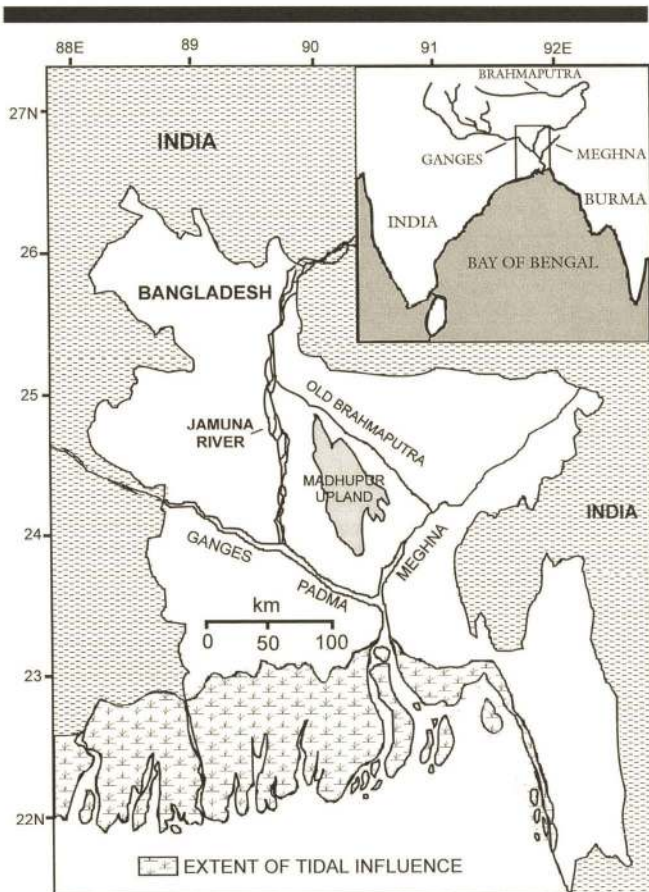 88E 89 90 91 92E
27N
BRAHMAPUTRA
INDIA
GANGES
MEGHNA
BURMA
INDIA
26
BAY OF BENGAL
BANGLADESH
25
OLD BRAHMAPUTRA
JAMUNA
RIVER
MADHUPUR
UPLAND
INDIA
24
GANGES
MEGHNA
PADMA
km
0 50 100
23
22N
EXTENT OF TIDAL INFLUENCE